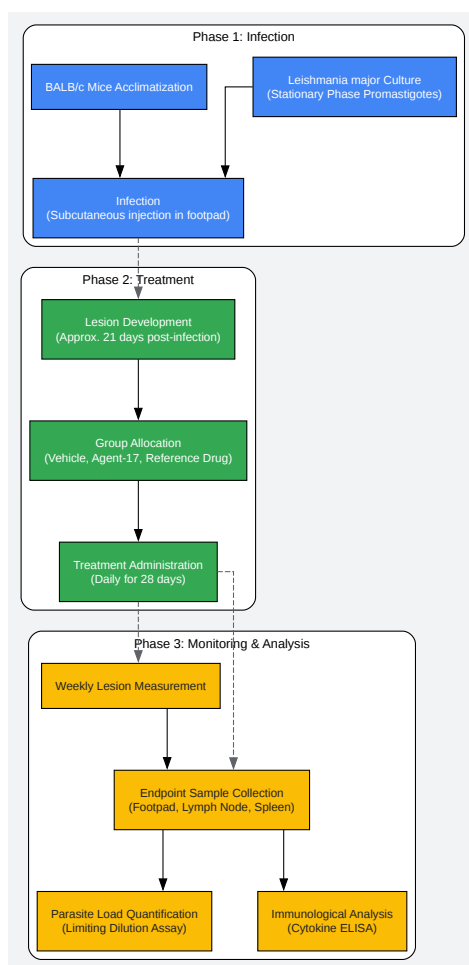 Phase 1: Infection
BALB/c Mice Acclimatization
Leishmania major Culture
(Stationary Phase Promastigotes)
Infection
(Subcutaneous injection in footpad)
Phase 2: Treatment
Lesion Development
(Approx. 21 days post-infection)
Group Allocation
(Vehicle, Agent-17, Reference Drug)
Treatment Administration
(Daily for 28 days)
Phase 3: Monitoring & Analysis
Weekly Lesion Measurement
Endpoint Sample Collection
(Footpad, Lymph Node, Spleen)
Parasite Load Quantification
(Limiting Dilution Assay)
Immunological Analysis
(Cytokine ELISA)